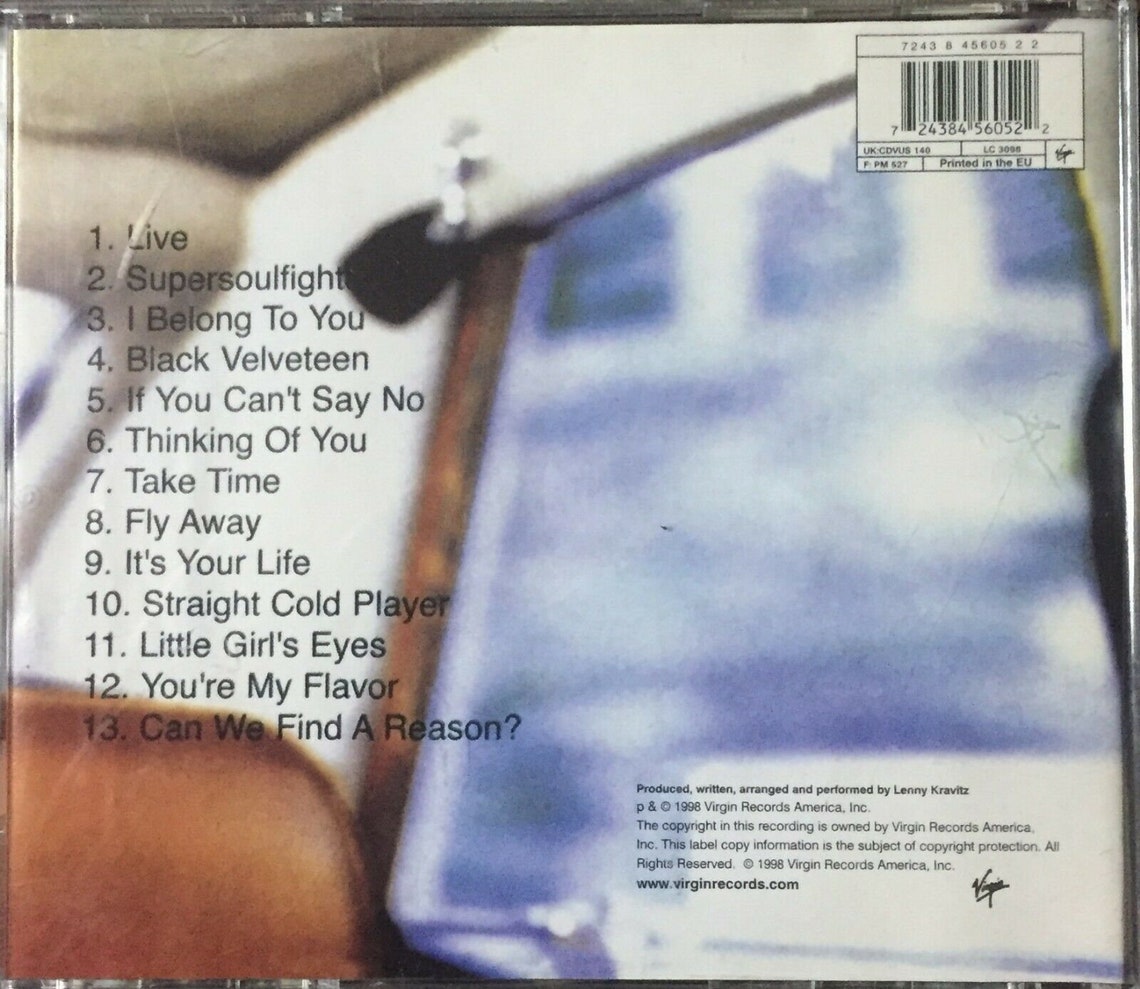 7243 8 45605 2 2
7 24384 56052 2
UK:CDVUS 140 LC 3098
F: PM 527 Printed in the EU
Virgin
1. Live
2. Supersoulfight
3. I Belong To You
4. Black Velveteen
5. If You Can't Say No
6. Thinking Of You
7. Take Time
8. Fly Away
9. It's Your Life
10. Straight Cold Player
11. Little Girl's Eyes
12. You're My Flavor
13. Can We Find A Reason?
Produced, written, arranged and performed by Lenny Kravitz
p & © 1998 Virgin Records America, Inc.
The copyright in this recording is owned by Virgin Records America,
Inc. This label copy information is the subject of copyright protection. All
Rights Reserved. © 1998 Virgin Records America, Inc.
www.virginrecords.com
Virgin